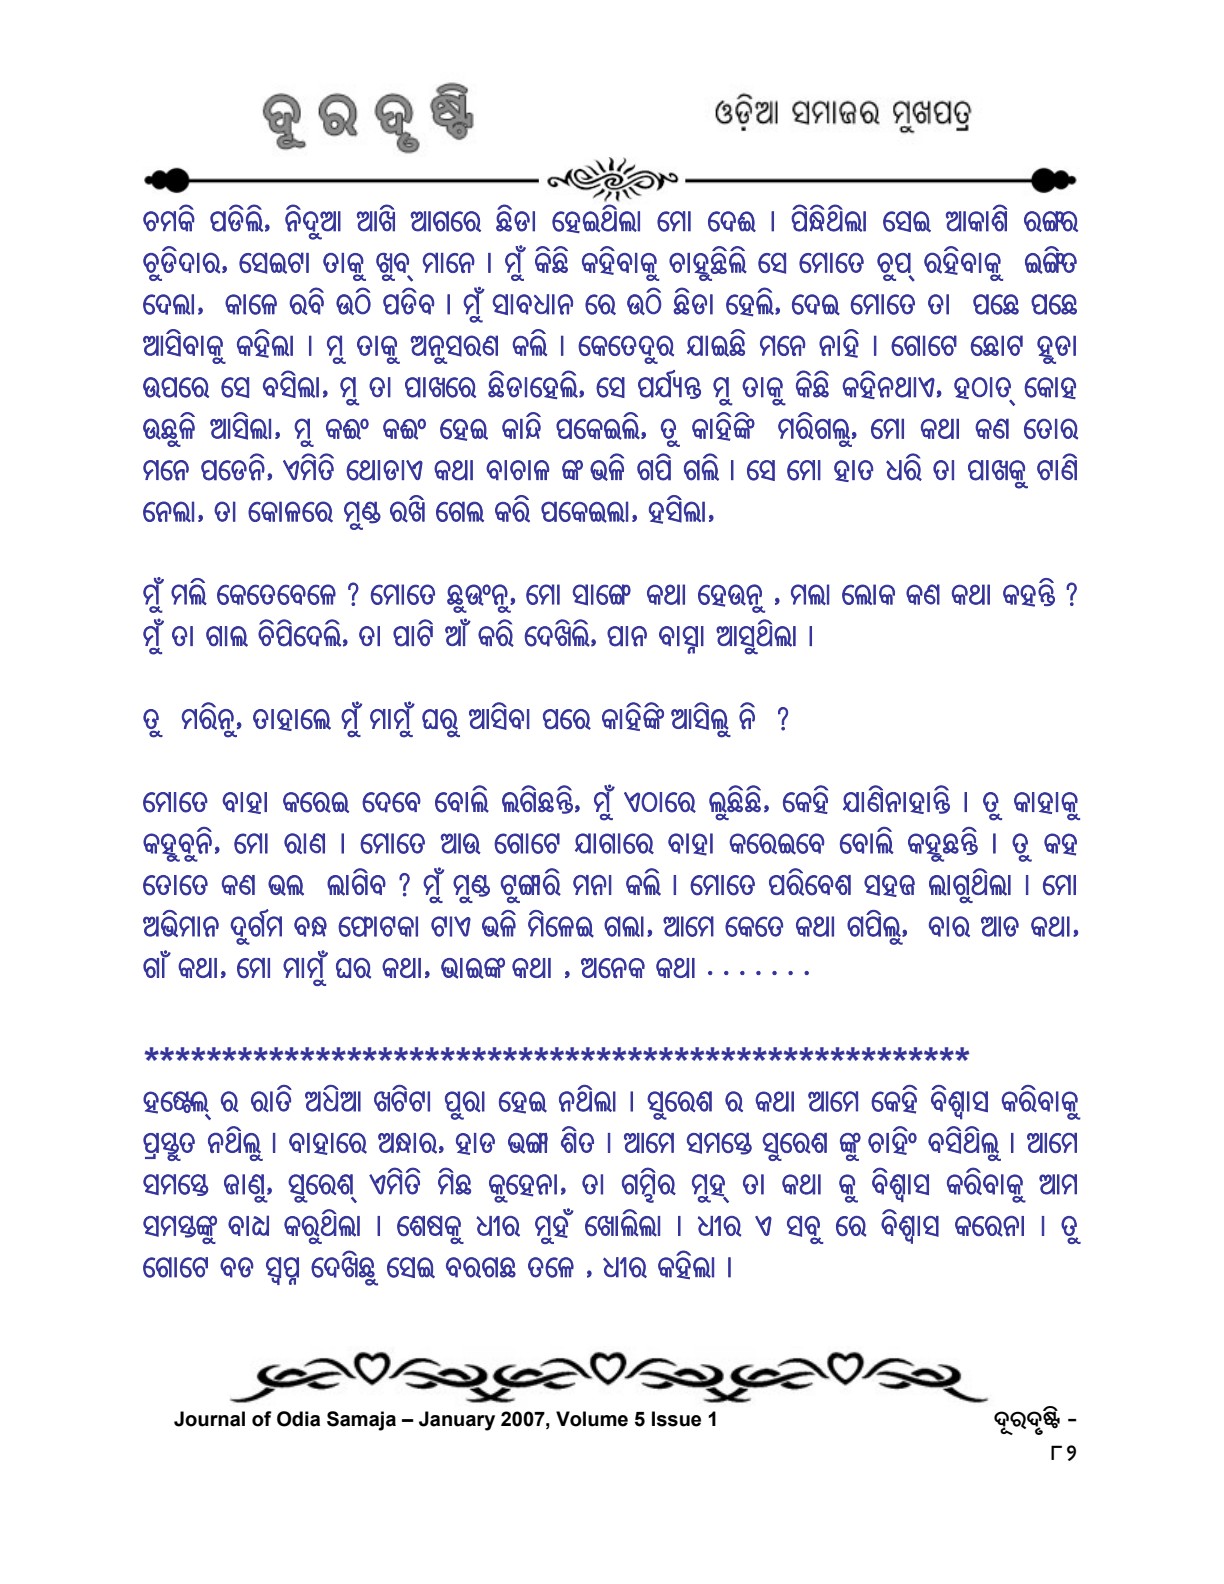 ଦୂରଦୃଷ୍ଟି
ଓଡ଼ିଆ ସମାଜର ମୁଖପତ୍ର
ଚମକି ପଡିଲି, ନିଦୁଆ ଆଖି ଆଗରେ ଛିଡା ହେଇଥିଲା ମୋ ଦେଈ । ପିନ୍ଧିଥିଲା ସେଇ ଆକାଶି ରଙ୍ଗର
ଚୁଡିଦାର, ସେଇଟା ତାକୁ ଖୁବ୍ ମାନେ । ମୁଁ କିଛି କହିବାକୁ ଚାହୁଛିଲି ସେ ମୋତେ ଚୁପ୍ ରହିବାକୁ ଇଙ୍ଗିତ
ଦେଲା, କାଳେ ରବି ଉଠି ପଡିବ । ମୁଁ ସାବଧାନ ରେ ଉଠି ଛିଡା ହେଲି, ଦେଇ ମୋତେ ତା ପଛେ ପଛେ
ଆସିବାକୁ କହିଲା । ମୁ ତାକୁ ଅନୁସରଣ କଲି । କେତେଦୁର ଯାଇଛି ମନେ ନାହି । ଗୋଟେ ଛୋଟ ହୁଡା
ଉପରେ ସେ ବସିଲା, ମୁ ତା ପାଖରେ ଛିଡାହେଲି, ସେ ପର୍ଯ୍ୟନ୍ତ ମୁ ତାକୁ କିଛି କହିନଥାଏ, ହଠାତ୍ କୋହ
ଉଛୁଳି ଆସିଲା, ମୁ କଈଂ କଈଂ ହେଇ କାନ୍ଦି ପକେଇଲି, ତୁ କାହିଙ୍କି ମରିଗଲୁ, ମୋ କଥା କଣ ତୋର
ମନେ ପଡେନି, ଏମିତି ଥୋଡାଏ କଥା ବାଚାଳ ଙ୍କ ଭଳି ଗପି ଗଲି । ସେ ମୋ ହାତ ଧରି ତା ପାଖକୁ ଟାଣି
ନେଲା, ତା କୋଳରେ ମୁଣ୍ଡ ରଖି ଗେଲ କରି ପକେଇଲା, ହସିଲା,
ମୁଁ ମଲି କେତେବେଳେ ? ମୋତେ ଛୁଉଂନୁ, ମୋ ସାଙ୍ଗେ କଥା ହେଉନୁ , ମଲା ଲୋକ କଣ କଥା କହନ୍ତି ?
ମୁଁ ତା ଗାଲ ଚିପିଦେଲି, ତା ପାଟି ଆଁ କରି ଦେଖିଲି, ପାନ ବାସ୍ନା ଆସୁଥିଲା ।
ତୁ ମରିନୁ, ତାହାଲେ ମୁଁ ମାମୁଁ ଘରୁ ଆସିବା ପରେ କାହିଙ୍କି ଆସିଲୁ ନି ?
ମୋତେ ବାହା କରେଇ ଦେବେ ବୋଲି ଲଗିଛନ୍ତି, ମୁଁ ଏଠାରେ ଲୁଛିଛି, କେହି ଯାଣିନାହାନ୍ତି । ତୁ କାହାକୁ
କହୁବୁନି, ମୋ ରାଣ । ମୋତେ ଆଉ ଗୋଟେ ଯାଗାରେ ବାହା କରେଇବେ ବୋଲି କହୁଛନ୍ତି । ତୁ କହ
ତୋତେ କଣ ଭଲ ଲାଗିବ ? ମୁଁ ମୁଣ୍ଡ ଟୁଙ୍ଗାରି ମନା କଲି । ମୋତେ ପରିବେଶ ସହଜ ଲାଗୁଥିଲା । ମୋ
ଅଭିମାନ ଦୁର୍ଗମ ବନ୍ଧ ଫୋଟକା ଟାଏ ଭଳି ମିଳେଇ ଗଲା, ଆମେ କେତେ କଥା ଗପିଲୁ, ବାର ଆଡ କଥା,
ଗାଁ କଥା, ମୋ ମାମୁଁ ଘର କଥା, ଭାଇଙ୍କ କଥା , ଅନେକ କଥା . . . . . . .
*****************************************************
ହଷ୍ଟେଲ୍ ର ରାତି ଅଧିଆ ଖଟିଟା ପୁରା ହେଇ ନଥିଲା । ସୁରେଶ ର କଥା ଆମେ କେହି ବିଶ୍ୱାସ କରିବାକୁ
ପ୍ରସ୍ତୁତ ନଥିଲୁ । ବାହାରେ ଅନ୍ଧାର, ହାଡ ଭଙ୍ଗା ଶିତ । ଆମେ ସମସ୍ତେ ସୁରେଶ ଙ୍କୁ ଚାହିଂ ବସିଥିଲୁ । ଆମେ
ସମସ୍ତେ ଜାଣୁ, ସୁରେଶ୍ ଏମିତି ମିଛ କୁହେନା, ତା ଗମ୍ଭିର ମୁହ୍ ତା କଥା କୁ ବିଶ୍ୱାସ କରିବାକୁ ଆମ
ସମସ୍ତଙ୍କୁ ବାଧ୍ୟ କରୁଥିଲା । ଶେଷକୁ ଧୀର ମୁହଁ ଖୋଲିଲା । ଧୀର ଏ ସବୁ ରେ ବିଶ୍ୱାସ କରେନା । ତୁ
ଗୋଟେ ବଡ ସ୍ୱପ୍ନ ଦେଖିଛୁ ସେଇ ବରଗଛ ତଳେ , ଧୀର କହିଲା ।
Journal of Odia Samaja – January 2007, Volume 5 Issue 1
ଦୂରଦୃଷ୍ଟି -
୮୨